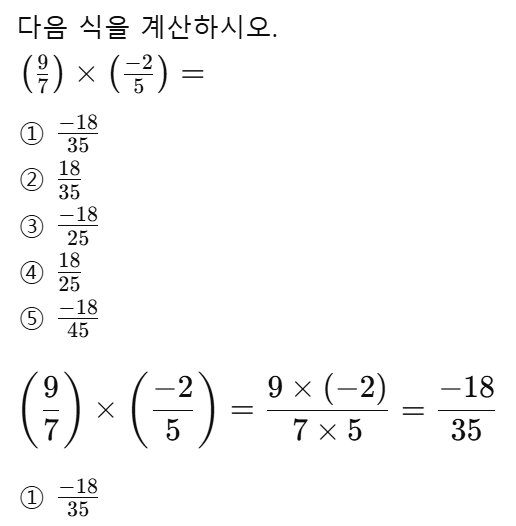 다음 식을 계산하시오.
(9/7) × (−2/5) =
① −18/35
② 18/35
③ −18/25
④ 18/25
⑤ −18/45
(9/7) × (−2/5) = 9 × (−2)/7 × 5 = −18/35
① −18/35